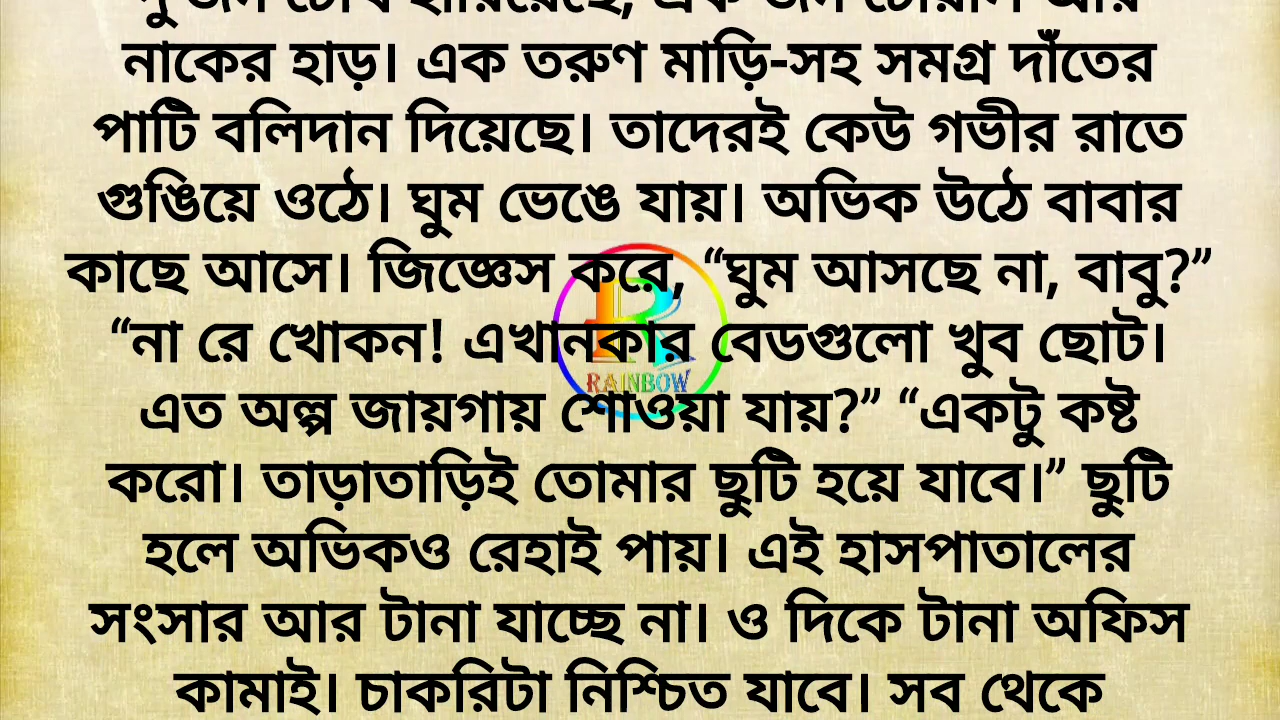 নাকের হাড়। এক তরুণ মাড়ি-সহ সমগ্র দাঁতের
পাটি বলিদান দিয়েছে। তাদেরই কেউ গভীর রাতে
গুঙিয়ে ওঠে। ঘুম ভেঙে যায়। অভিক উঠে বাবার
কাছে আসে। জিজ্ঞেস করে, “ঘুম আসছে না, বাবু?”
“না রে খোকন! এখানকার বেডগুলো খুব ছোট।
এত অল্প জায়গায় শোওয়া যায়?” “একটু কষ্ট
করো। তাড়াতাড়িই তোমার ছুটি হয়ে যাবে।” ছুটি
হলে অভিকও রেহাই পায়। এই হাসপাতালের
সংসার আর টানা যাচ্ছে না। ও দিকে টানা অফিস
কামাই। চাকরিটা নিশ্চিত যাবে। সব থেকে
R
RAINBOW